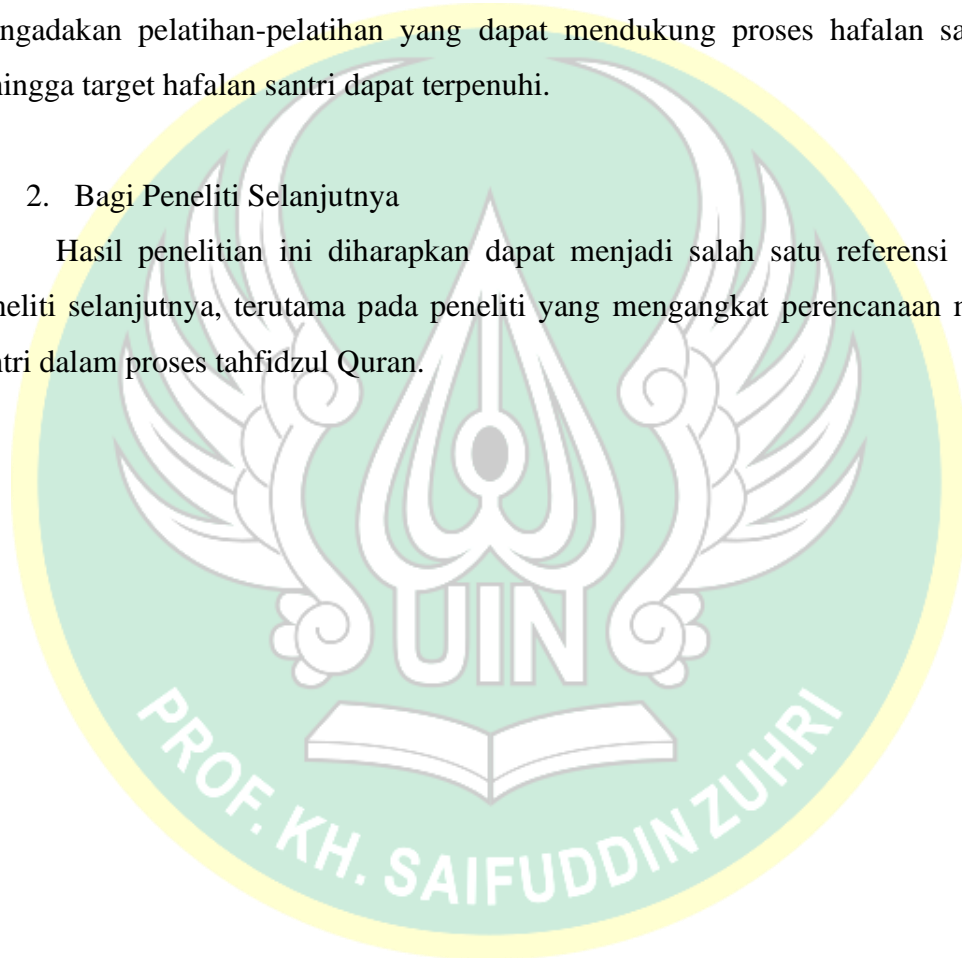 ngadakan pelatihan-pelatihan yang dapat mendukung proses hafalan sa
ingga target hafalan santri dapat terpenuhi.
2. Bagi Peneliti Selanjutnya
Hasil penelitian ini diharapkan dapat menjadi salah satu referensi
neliti selanjutnya, terutama pada peneliti yang mengangkat perencanaan
ntri dalam proses tahfidzul Quran.
UIN
PROF. KH. SAIFUDDIN ZUHRI